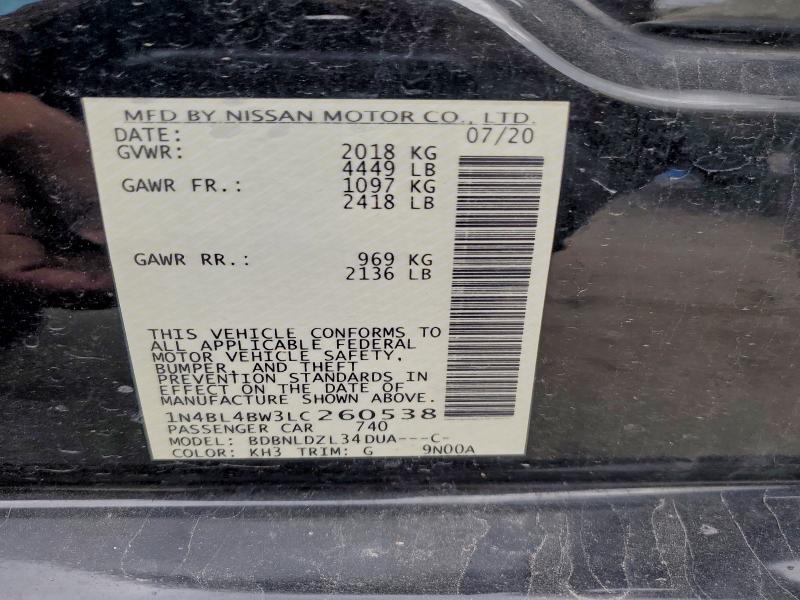 MFD BY NISSAN MOTOR CO., LTD.
DATE: 07/20
GVWR: 2018 KG
4449 LB
GAWR FR.: 1097 KG
2418 LB
GAWR RR.: 969 KG
2136 LB
THIS VEHICLE CONFORMS TO
ALL APPLICABLE FEDERAL
MOTOR VEHICLE SAFETY,
BUMPER, AND THEFT
PREVENTION STANDARDS IN
EFFECT ON THE DATE OF
MANUFACTURE SHOWN ABOVE.
1N4BL4BW3LC260538
PASSENGER CAR 740
MODEL: BDBNLDZL34DUA---C-
COLOR: KH3 TRIM: G 9N00A